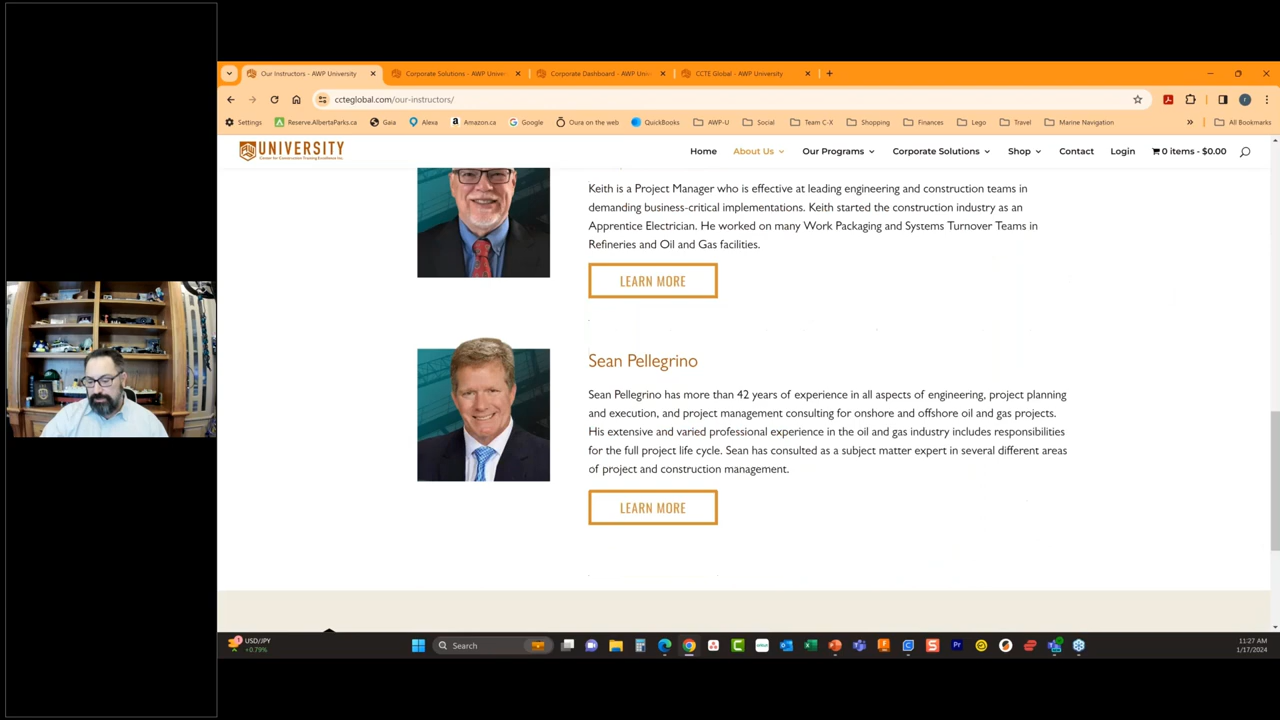 Our Instructors - AWP University
Corporate Solutions - AWP Unive
Corporate Dashboard - AWP Uni
CCTE Global - AWP University
ccteglobal.com/our-instructors/
Settings
Reserve.AlbertaParks.ca
Gaia
Alexa
Amazon.ca
Google
Oura on the web
QuickBooks
AWP-U
Social
Team C-X
Shopping
Finances
Lego
Travel
Marine Navigation
»
All Bookmarks
UNIVERSITY
Center for Construction Training Excellence Inc.
Home
About Us
Our Programs
Corporate Solutions
Shop
Contact
Login
0 items - $0.00
Keith is a Project Manager who is effective at leading engineering and construction teams in
demanding business-critical implementations. Keith started the construction industry as an
Apprentice Electrician. He worked on many Work Packaging and Systems Turnover Teams in
Refineries and Oil and Gas facilities.
LEARN MORE
Sean Pellegrino
Sean Pellegrino has more than 42 years of experience in all aspects of engineering, project planning
and execution, and project management consulting for onshore and offshore oil and gas projects.
His extensive and varied professional experience in the oil and gas industry includes responsibilities
for the full project life cycle. Sean has consulted as a subject matter expert in several different areas
of project and construction management.
LEARN MORE
USD/JPY
+0.79%
Search
11:27 AM
1/17/2024